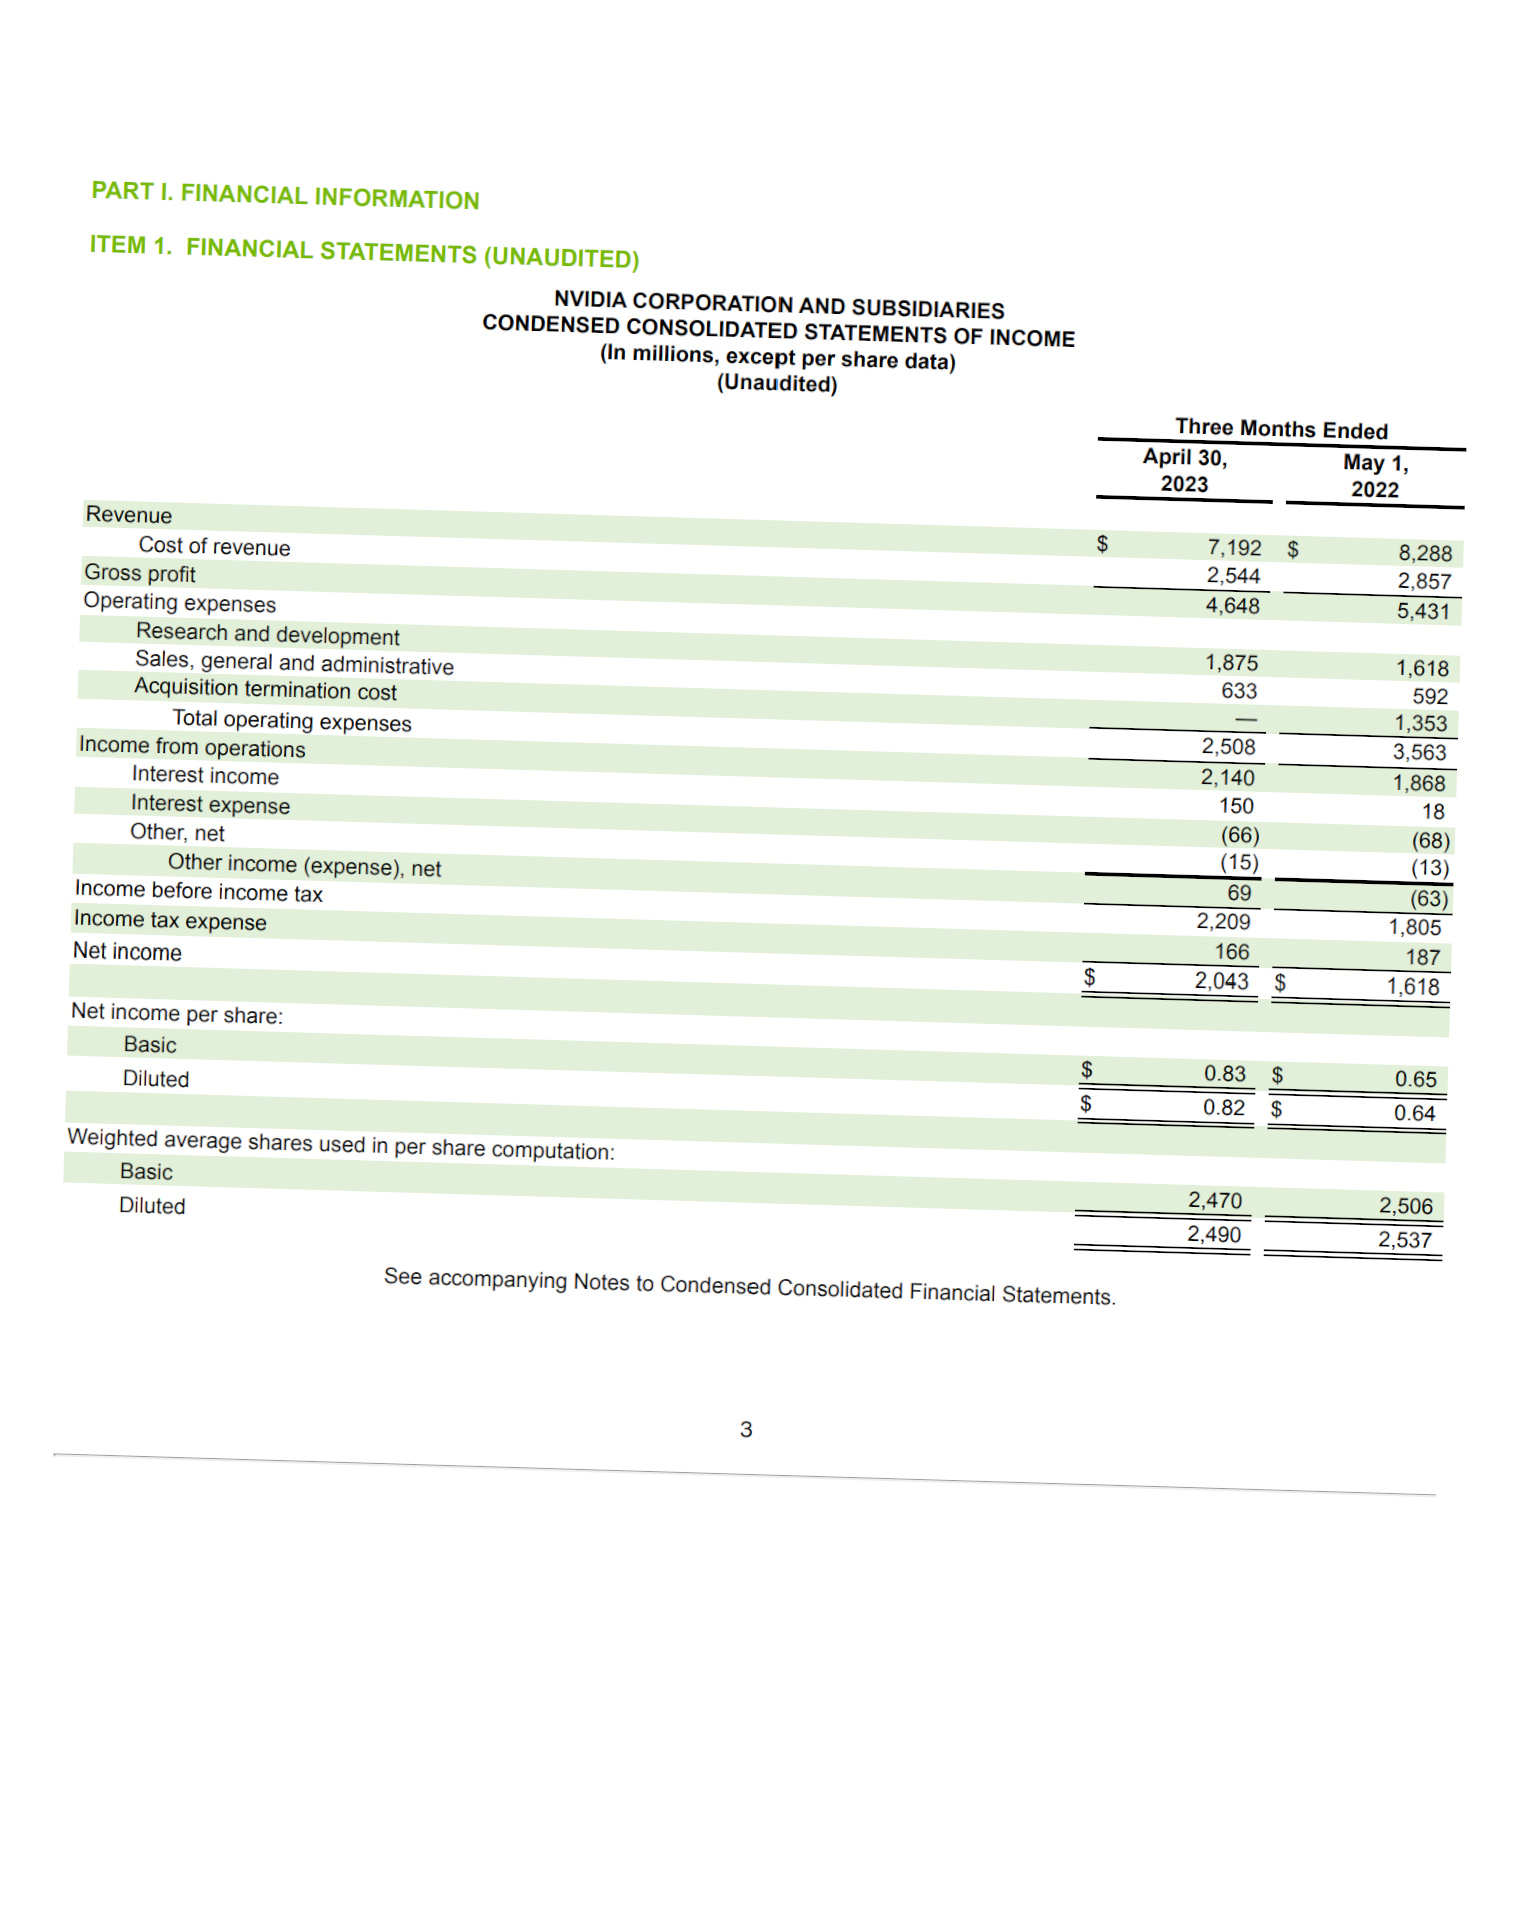 PART I. FINANCIAL INFORMATION
ITEM 1. FINANCIAL STATEMENTS (UNAUDITED)
NVIDIA CORPORATION AND SUBSIDIARIES
CONDENSED CONSOLIDATED STATEMENTS OF INCOME
(In millions, except per share data)
(Unaudited)
Three Months Ended
April 30, May 1,
2023 2022
Revenue $ 7,192 $ 8,288
Cost of revenue 2,544 2,857
Gross profit 4,648 5,431
Operating expenses
Research and development 1,875 1,618
Sales, general and administrative 633 592
Acquisition termination cost — 1,353
Total operating expenses 2,508 3,563
Income from operations 2,140 1,868
Interest income 150 18
Interest expense (66) (68)
Other, net (15) (13)
Other income (expense), net 69 (63)
Income before income tax 2,209 1,805
Income tax expense 166 187
Net income $ 2,043 $ 1,618
Net income per share:
Basic $ 0.83 $ 0.65
Diluted $ 0.82 $ 0.64
Weighted average shares used in per share computation:
Basic 2,470 2,506
Diluted 2,490 2,537
See accompanying Notes to Condensed Consolidated Financial Statements.
3